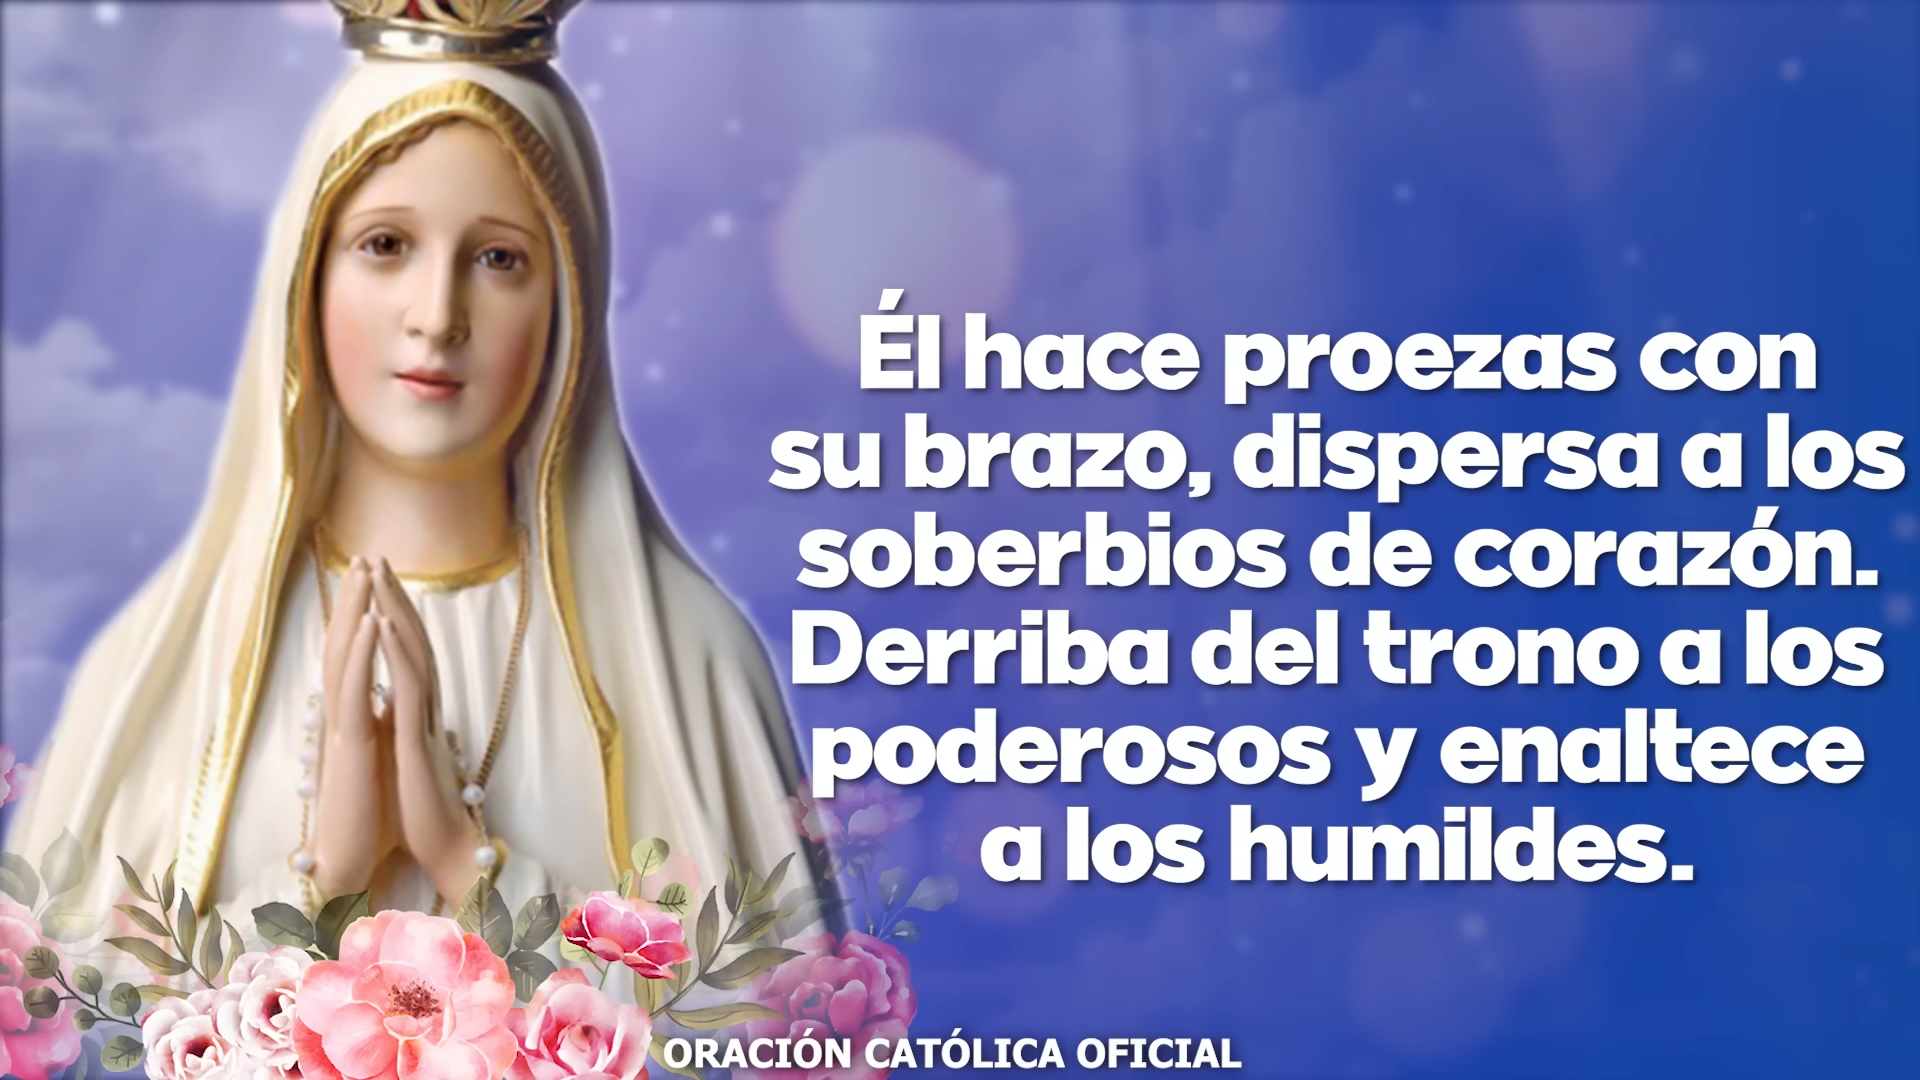 Él hace proezas con
su brazo, dispersa a los
soberbios de corazón.
Derriba del trono a los
poderosos y enaltece
a los humildes.
ORACIÓN CATÓLICA OFICIAL